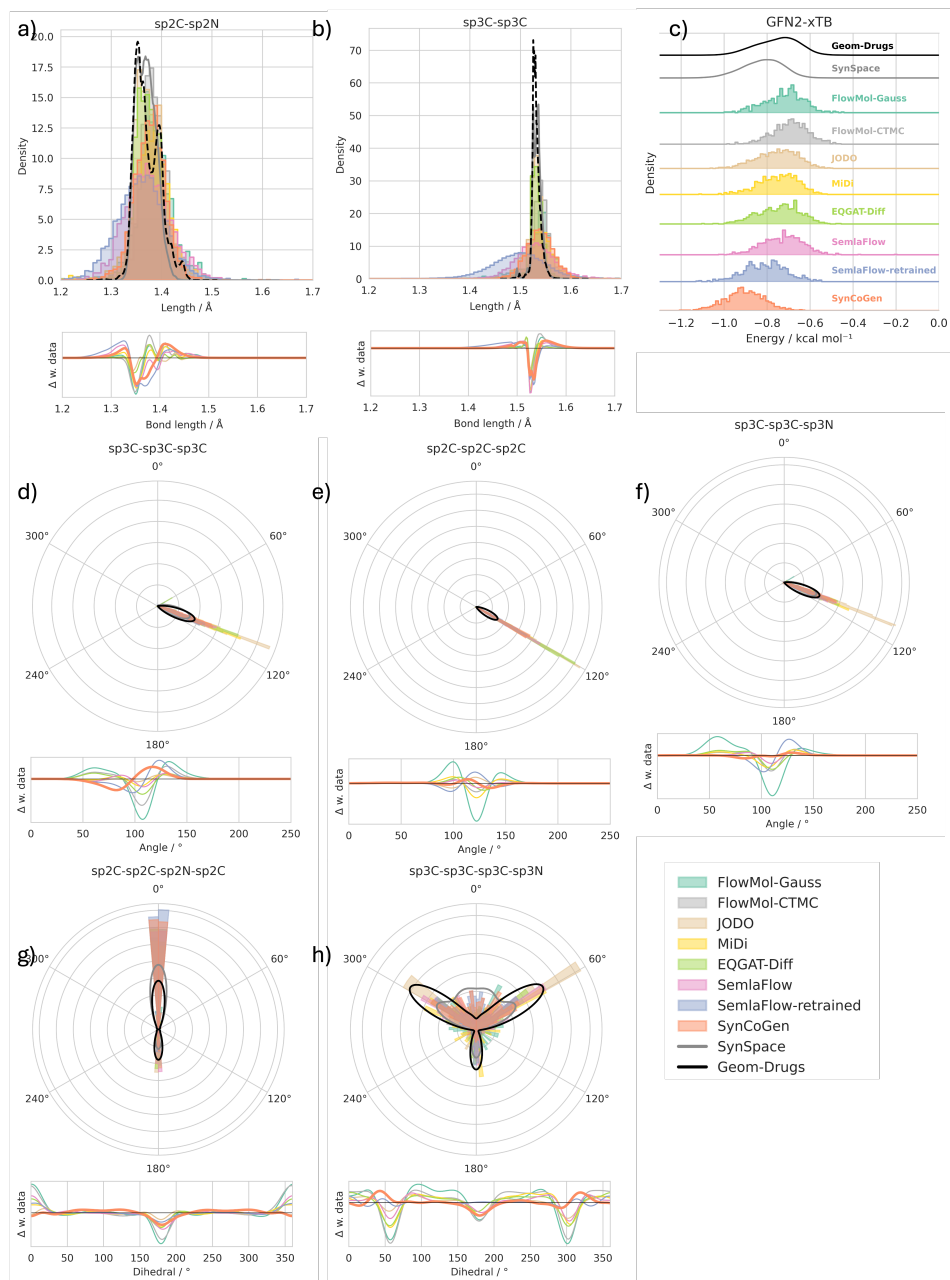 a)
sp2C-sp2N
20.0
17.5
15.0
12.5
10.0
7.5
5.0
2.5
0.0
Density
1.2 1.3 1.4 1.5 1.6 1.7
Length / Å
Δ w. data
1.2 1.3 1.4 1.5 1.6 1.7
Bond length / Å
b)
sp3C-sp3C
70
60
50
40
30
20
10
0
Density
1.2 1.3 1.4 1.5 1.6 1.7
Length / Å
Δ w. data
1.2 1.3 1.4 1.5 1.6 1.7
Bond length / Å
c)
GFN2-xTB
Density
Geom-Drugs
SynSpace
FlowMol-Gauss
FlowMol-CTMC
JODO
MiDi
EQGAT-Diff
SemlaFlow
SemlaFlow-retrained
SynCoGen
−1.2 −1.0 −0.8 −0.6 −0.4 −0.2 0.0
Energy / kcal mol⁻¹
d)
sp3C-sp3C-sp3C
0°
300° 60°
240° 120°
180°
Δ w. data
0 50 100 150 200 250
Angle / °
e)
sp2C-sp2C-sp2C
0°
300° 60°
240° 120°
180°
Δ w. data
0 50 100 150 200 250
Angle / °
f)
sp3C-sp3C-sp3N
0°
300° 60°
240° 120°
180°
Δ w. data
0 50 100 150 200 250
Angle / °
g)
sp2C-sp2C-sp2N-sp2C
0°
300° 60°
240° 120°
180°
Δ w. data
0 50 100 150 200 250 300 350
Dihedral / °
h)
sp3C-sp3C-sp3C-sp3N
0°
300° 60°
240° 120°
180°
Δ w. data
0 50 100 150 200 250 300 350
Dihedral / °
FlowMol-Gauss
FlowMol-CTMC
JODO
MiDi
EQGAT-Diff
SemlaFlow
SemlaFlow-retrained
SynCoGen
SynSpace
Geom-Drugs